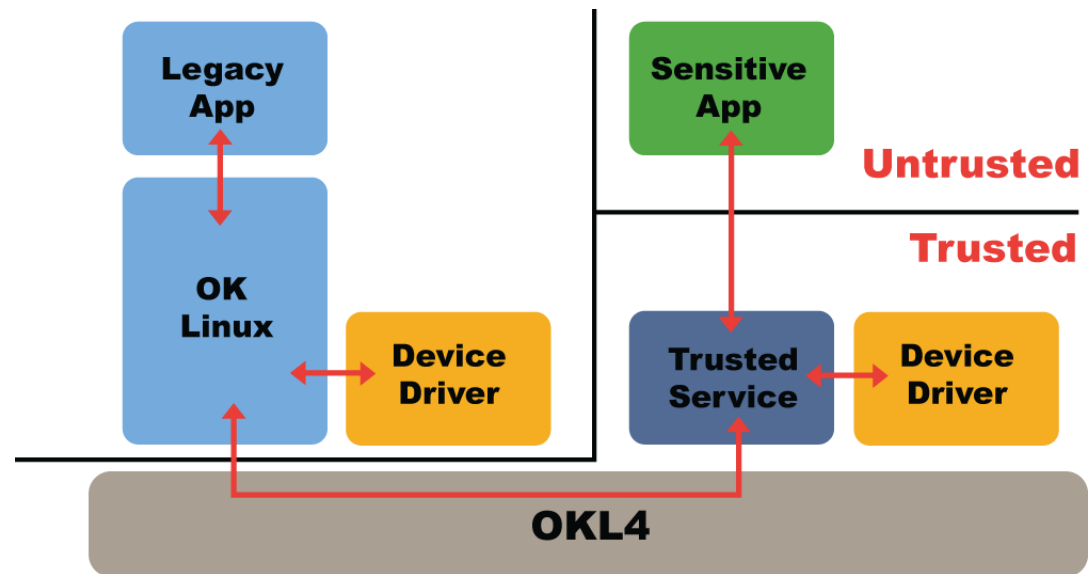 Legacy
App
Sensitive
App
Untrusted
Trusted
OK
Linux
Device
Driver
Trusted
Service
Device
Driver
OKL4